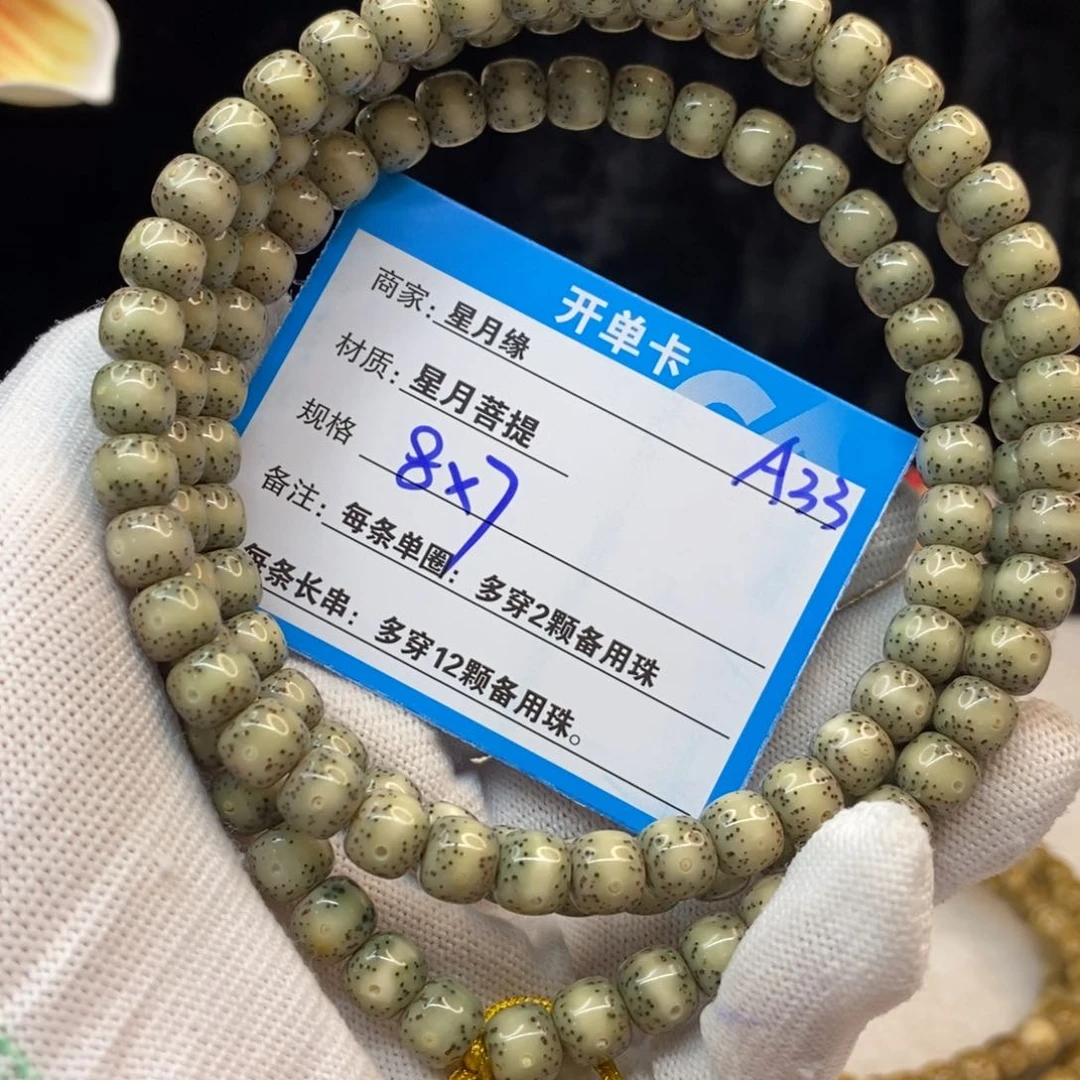 开单卡
商家：星月缘
材质：星月菩提
A33
规格 8x7
备注：每条单圈：多穿2颗备用珠
每条长串：多穿12颗备用珠。